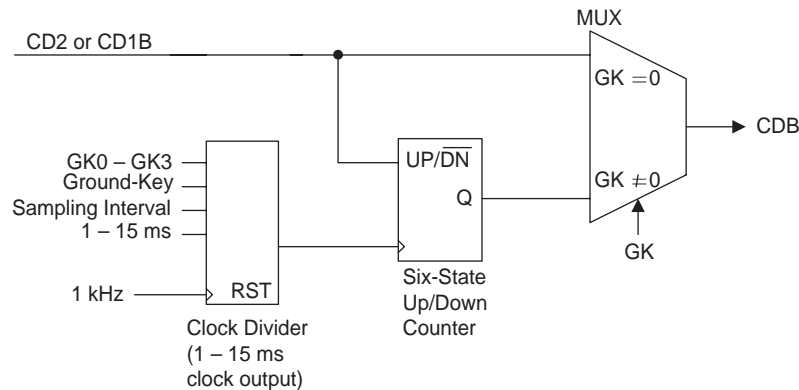 MUX
CD2 or CD1B
GK = 0
CDB
GK0 – GK3
Ground-Key
Sampling Interval
1 – 15 ms
UP/D̅N̅
Q
GK ≠ 0
GK
1 kHz
RST
Six-State
Up/Down
Counter
Clock Divider
(1 – 15 ms
clock output)